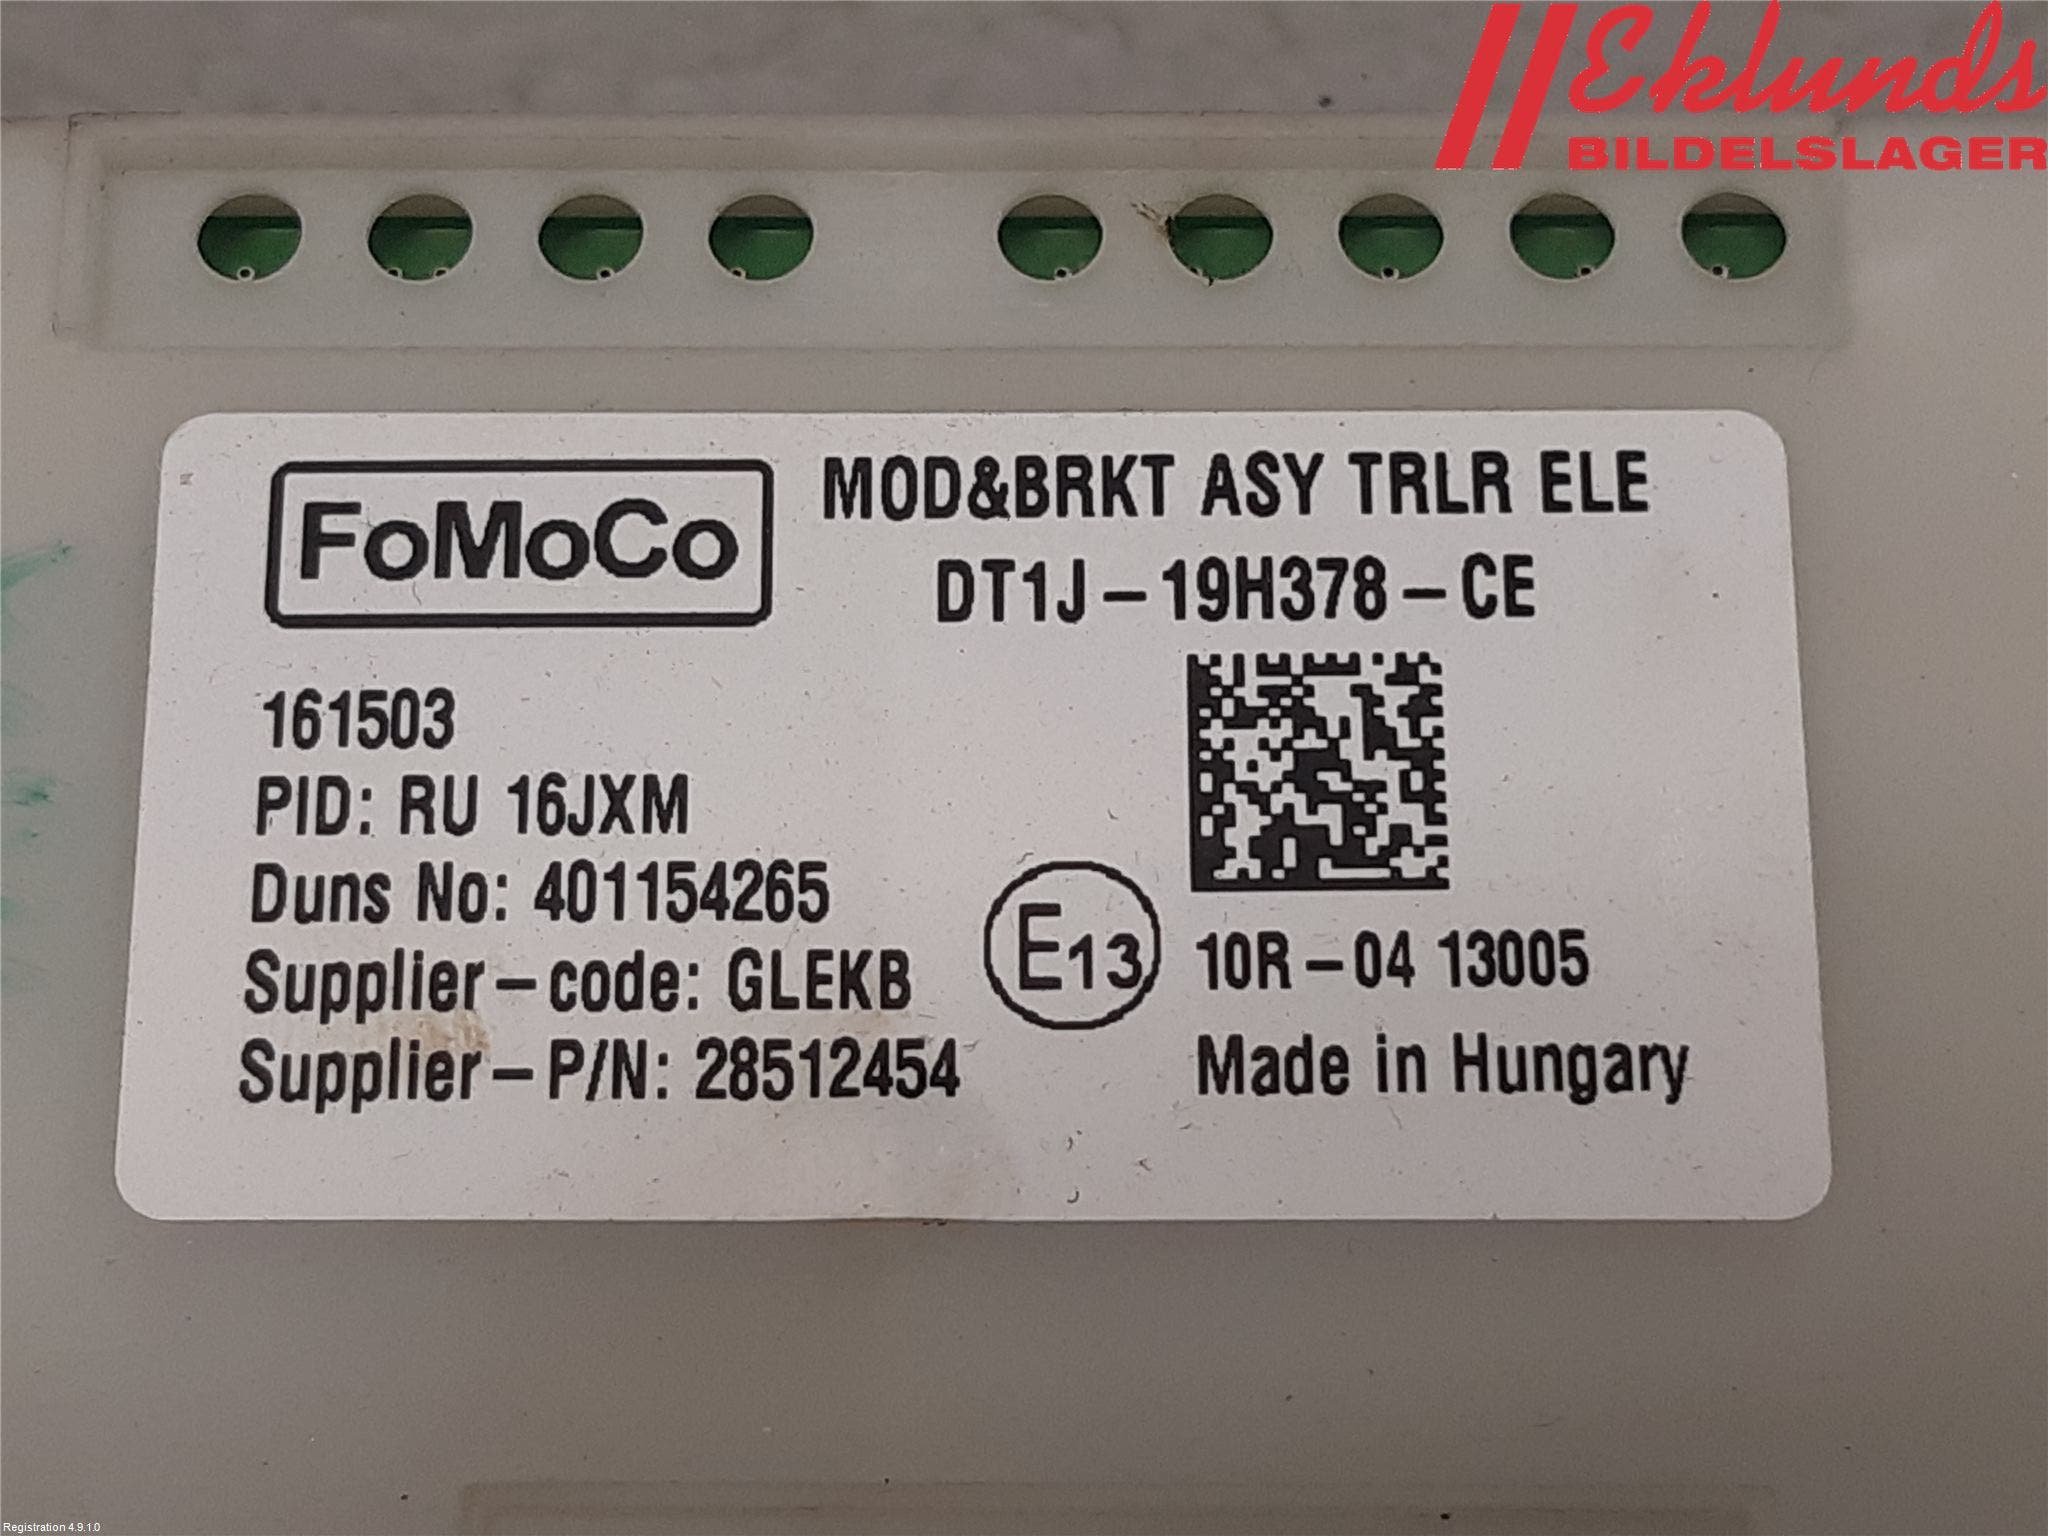 Eklunds
BILDELSLAGER
FoMoCo
MOD&BRKT ASY TRLR ELE
DT1J-19H378-CE
161503
PID: RU 16JXM
Duns No: 401154265
Supplier-code: GLEKB
Supplier-P/N: 28512454
E13
10R-04 13005
Made in Hungary
Registration 4.9.1.0